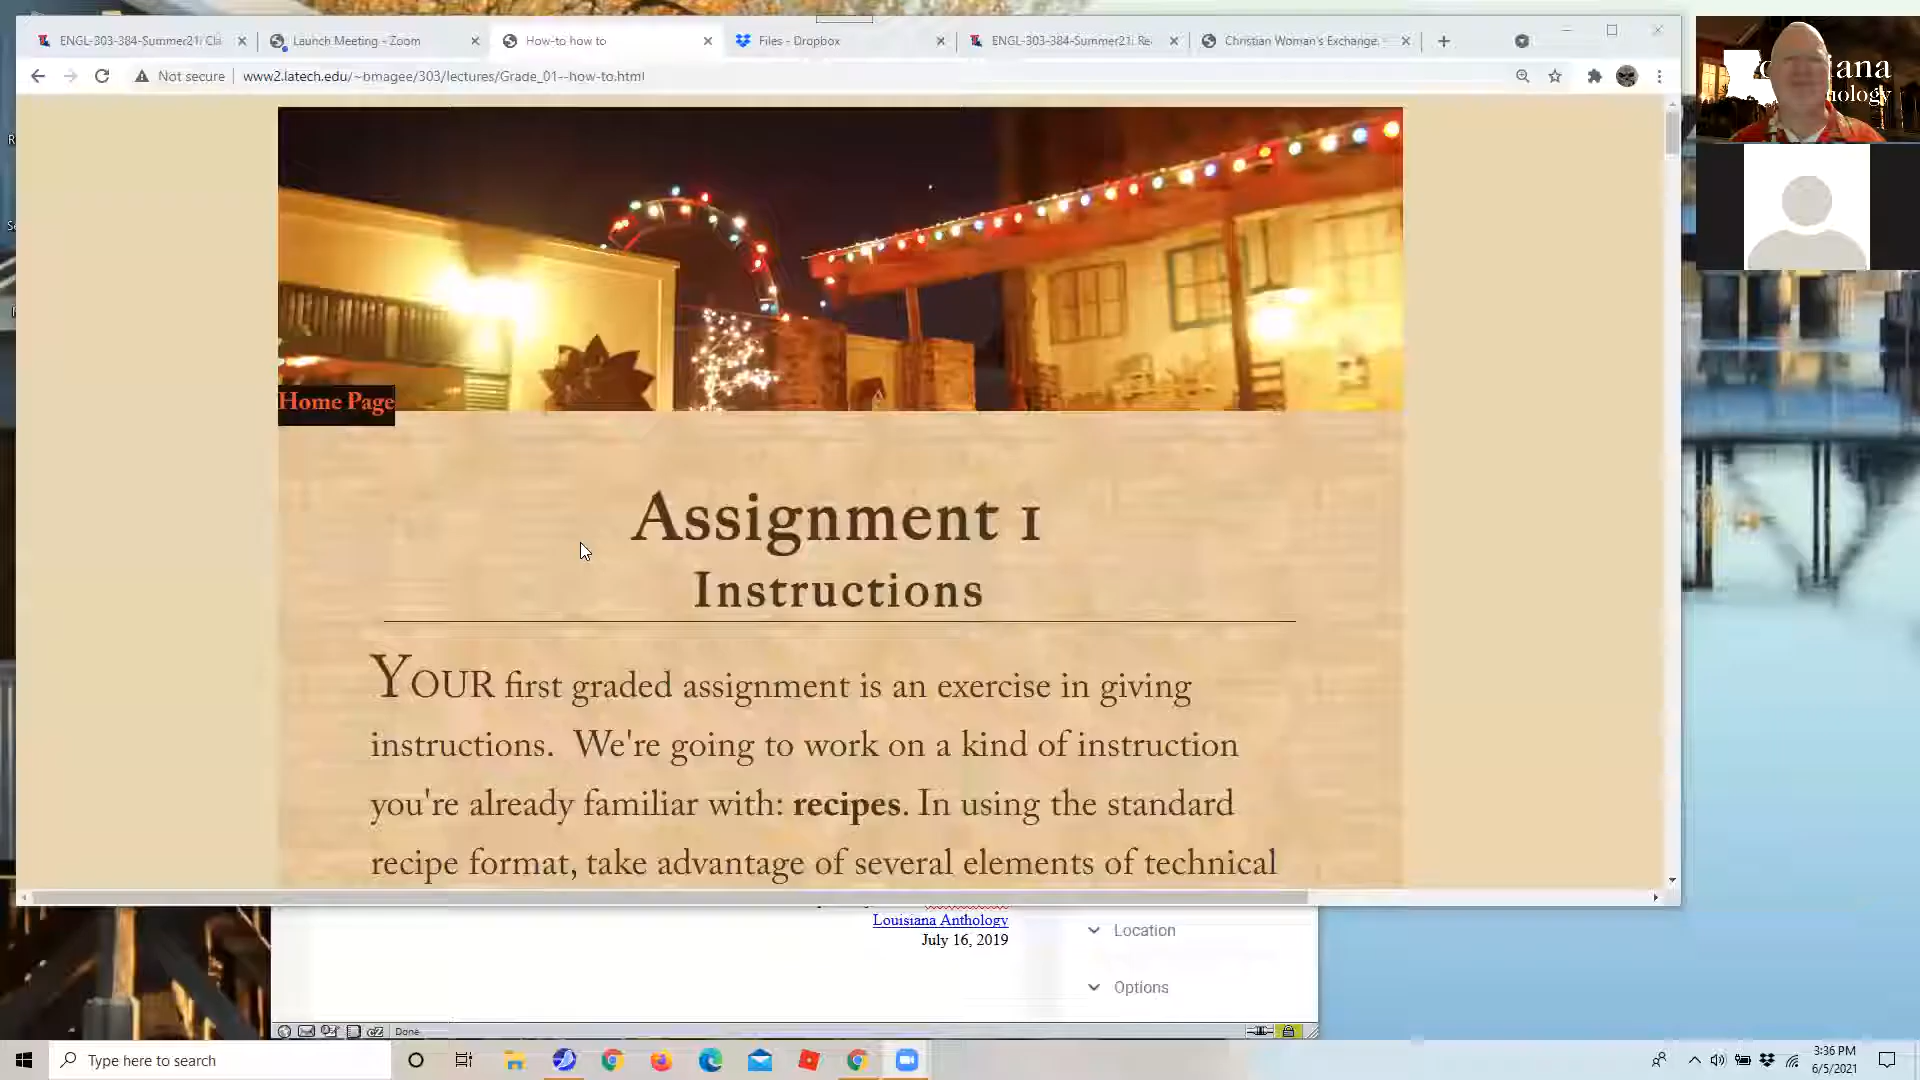 ENGL-303-384-Summer21: Cla
Launch Meeting - Zoom
How-to how to
Files - Dropbox
ENGL-303-384-Summer21: Re
Christian Woman's Exchange.
Not secure
www2.latech.edu/~bmagee/303/lectures/Grade_01--how-to.html
Home Page
Assignment 1
Instructions
YOUR first graded assignment is an exercise in giving
instructions. We're going to work on a kind of instruction
you're already familiar with: recipes. In using the standard
recipe format, take advantage of several elements of technical
Louisiana Anthology
July 16, 2019
Location
Options
Done
Type here to search
3:36 PM
6/5/2021